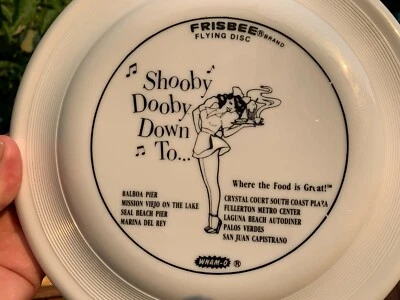 FRISBEE® BRAND
FLYING DISC
Shooby
Dooby
Down
To...
Where the Food is Great!™
BALBOA PIER
MISSION VIEJO ON THE LAKE
SEAL BEACH PIER
MARINA DEL REY
CRYSTAL COURT SOUTH COAST PLAZA
FULLERTON METRO CENTER
LAGUNA BEACH AUTODINER
PALOS VERDES
SAN JUAN CAPISTRANO
WHAM-O ®